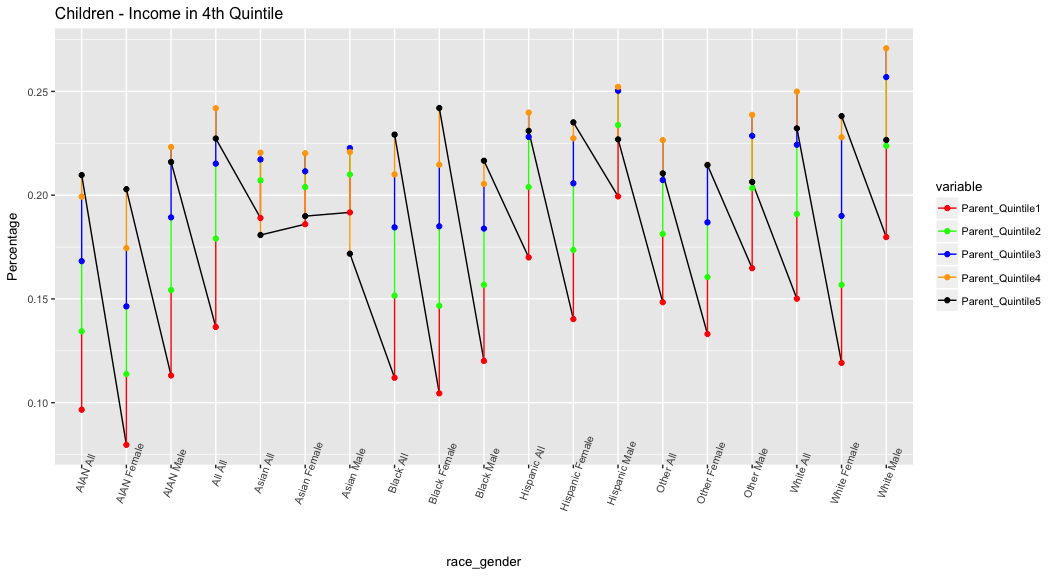 Children - Income in 4th Quintile
Percentage
0.25
0.20
0.15
0.10
AIAN All
AIAN Female
AIAN Male
All All
Asian All
Asian Female
Asian Male
Black All
Black Female
Black Male
Hispanic All
Hispanic Female
Hispanic Male
Other All
Other Female
Other Male
White All
White Female
White Male
race_gender
variable
Parent_Quintile1
Parent_Quintile2
Parent_Quintile3
Parent_Quintile4
Parent_Quintile5